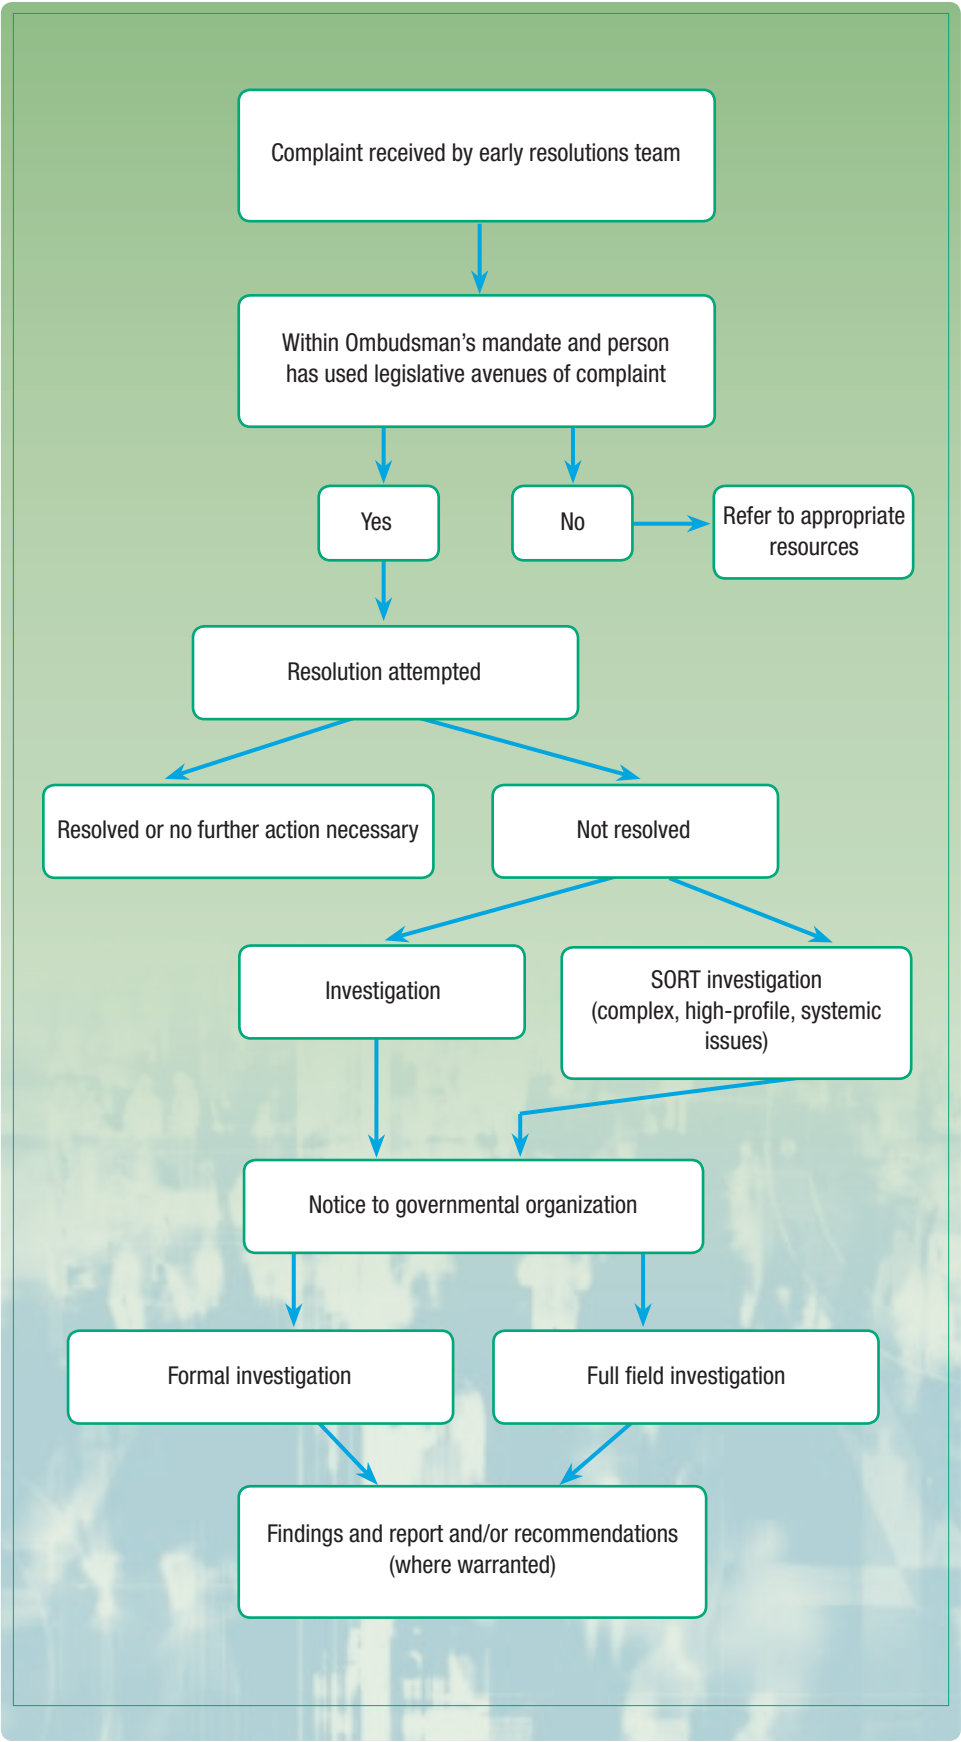 Complaint received by early resolutions team
Within Ombudsman’s mandate and person
has used legislative avenues of complaint
Yes
No
Refer to appropriate
resources
Resolution attempted
Resolved or no further action necessary
Not resolved
Investigation
SORT investigation
(complex, high-profile, systemic
issues)
Notice to governmental organization
Formal investigation
Full field investigation
Findings and report and/or recommendations
(where warranted)